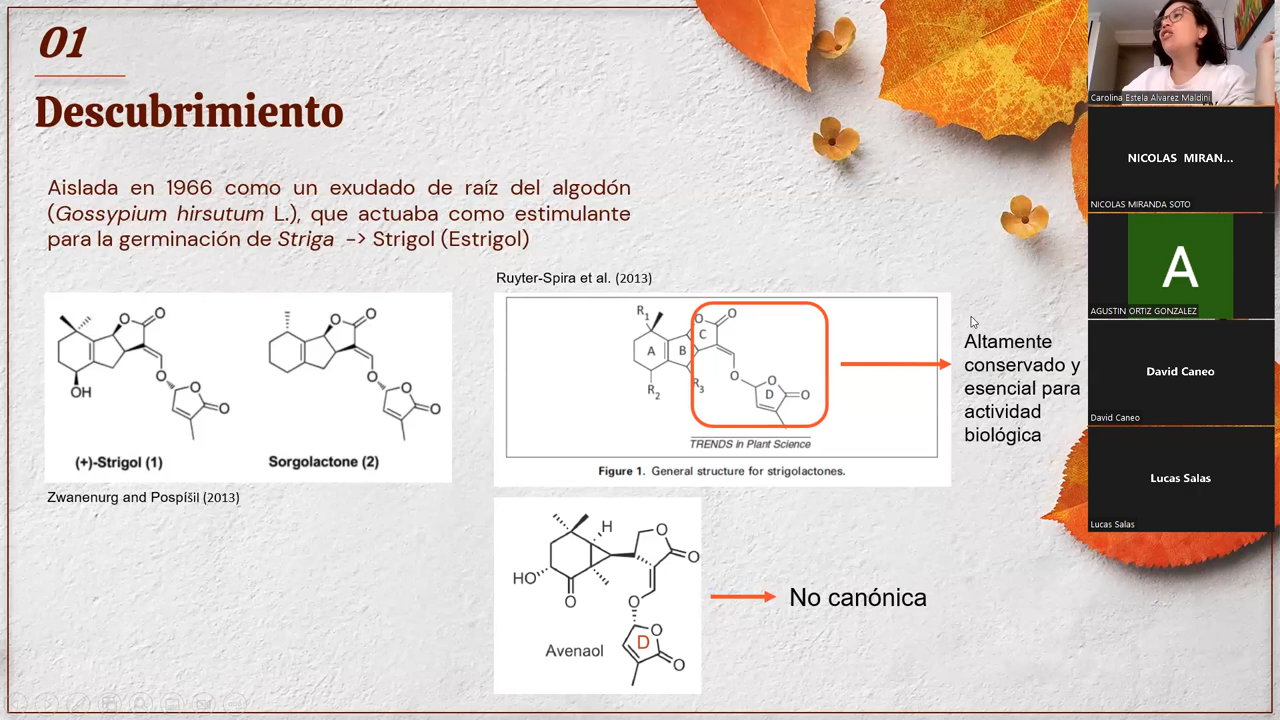 01
Descubrimiento
Aislada en 1966 como un exudado de raíz del algodón
(Gossypium hirsutum L.), que actuaba como estimulante
para la germinación de Striga -> Strigol (Estrigol)
Ruyter-Spira et al. (2013)
O
O
O
OH
O
O
(+)-Strigol (1)
O
O
O
O
O
Sorgolactone (2)
Zwanenurg and Pospíšil (2013)
R1
O
O
C
A
B
R3
R2
O
O
D
O
TRENDS in Plant Science
Figure 1. General structure for strigolactones.
Altamente
conservado y
esencial para
actividad
biológica
H
O
O
HO
O
O
O
D
O
Avenaol
No canónica
Carolina Estela Alvarez Maldini
NICOLAS MIRAN...
NICOLAS MIRANDA SOTO
A
AGUSTIN ORTIZ GONZALEZ
David Caneo
David Caneo
Lucas Salas
Lucas Salas